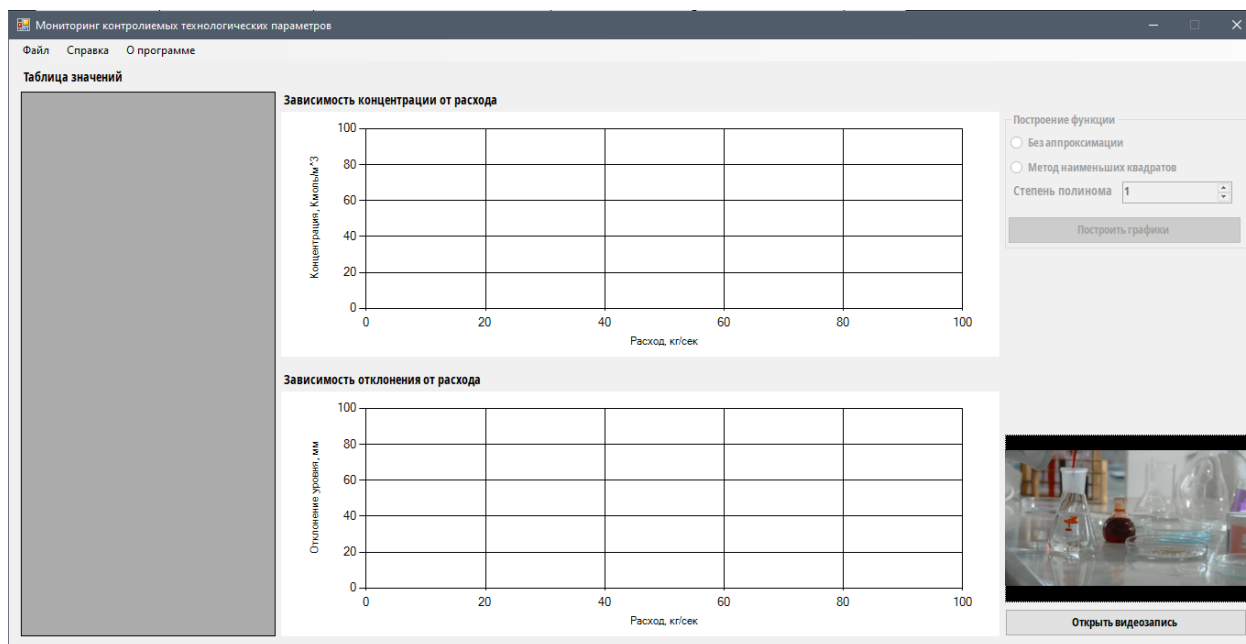 Мониторинг контролиемых технологических параметров
Файл Справка О программе
Таблица значений
Зависимость концентрации от расхода
Концентрация, Кмоль/м^3
100
80
60
40
20
0
0 20 40 60 80 100
Расход, кг/сек
Зависимость отклонения от расхода
Отклонение уровня, мм
100
80
60
40
20
0
0 20 40 60 80 100
Расход, кг/сек
Построение функции
Без аппроксимации
Метод наименьших квадратов
Степень полинома 1
Построить графики
Открыть видеозапись